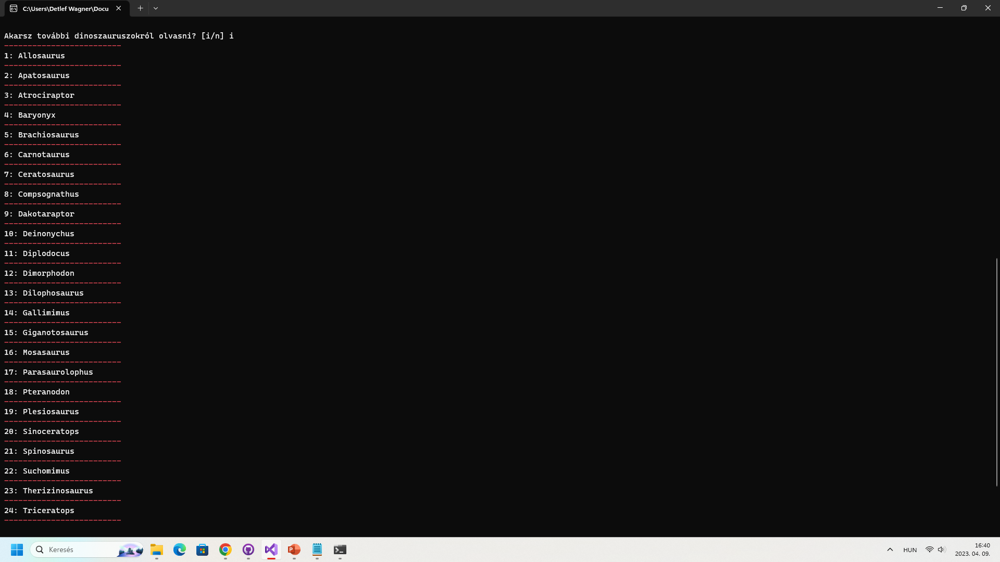 C:\Users\Detlef Wagner\Docu
Akarsz további dinoszauruszokról olvasni? [i/n] i
-------------------------
1: Allosaurus
-------------------------
2: Apatosaurus
-------------------------
3: Atrociraptor
-------------------------
4: Baryonyx
-------------------------
5: Brachiosaurus
-------------------------
6: Carnotaurus
-------------------------
7: Ceratosaurus
-------------------------
8: Compsognathus
-------------------------
9: Dakotaraptor
-------------------------
10: Deinonychus
-------------------------
11: Diplodocus
-------------------------
12: Dimorphodon
-------------------------
13: Dilophosaurus
-------------------------
14: Gallimimus
-------------------------
15: Giganotosaurus
-------------------------
16: Mosasaurus
-------------------------
17: Parasaurolophus
-------------------------
18: Pteranodon
-------------------------
19: Plesiosaurus
-------------------------
20: Sinoceratops
-------------------------
21: Spinosaurus
-------------------------
22: Suchomimus
-------------------------
23: Therizinosaurus
-------------------------
24: Triceratops
-------------------------
Keresés
HUN
16:40
2023. 04. 09.